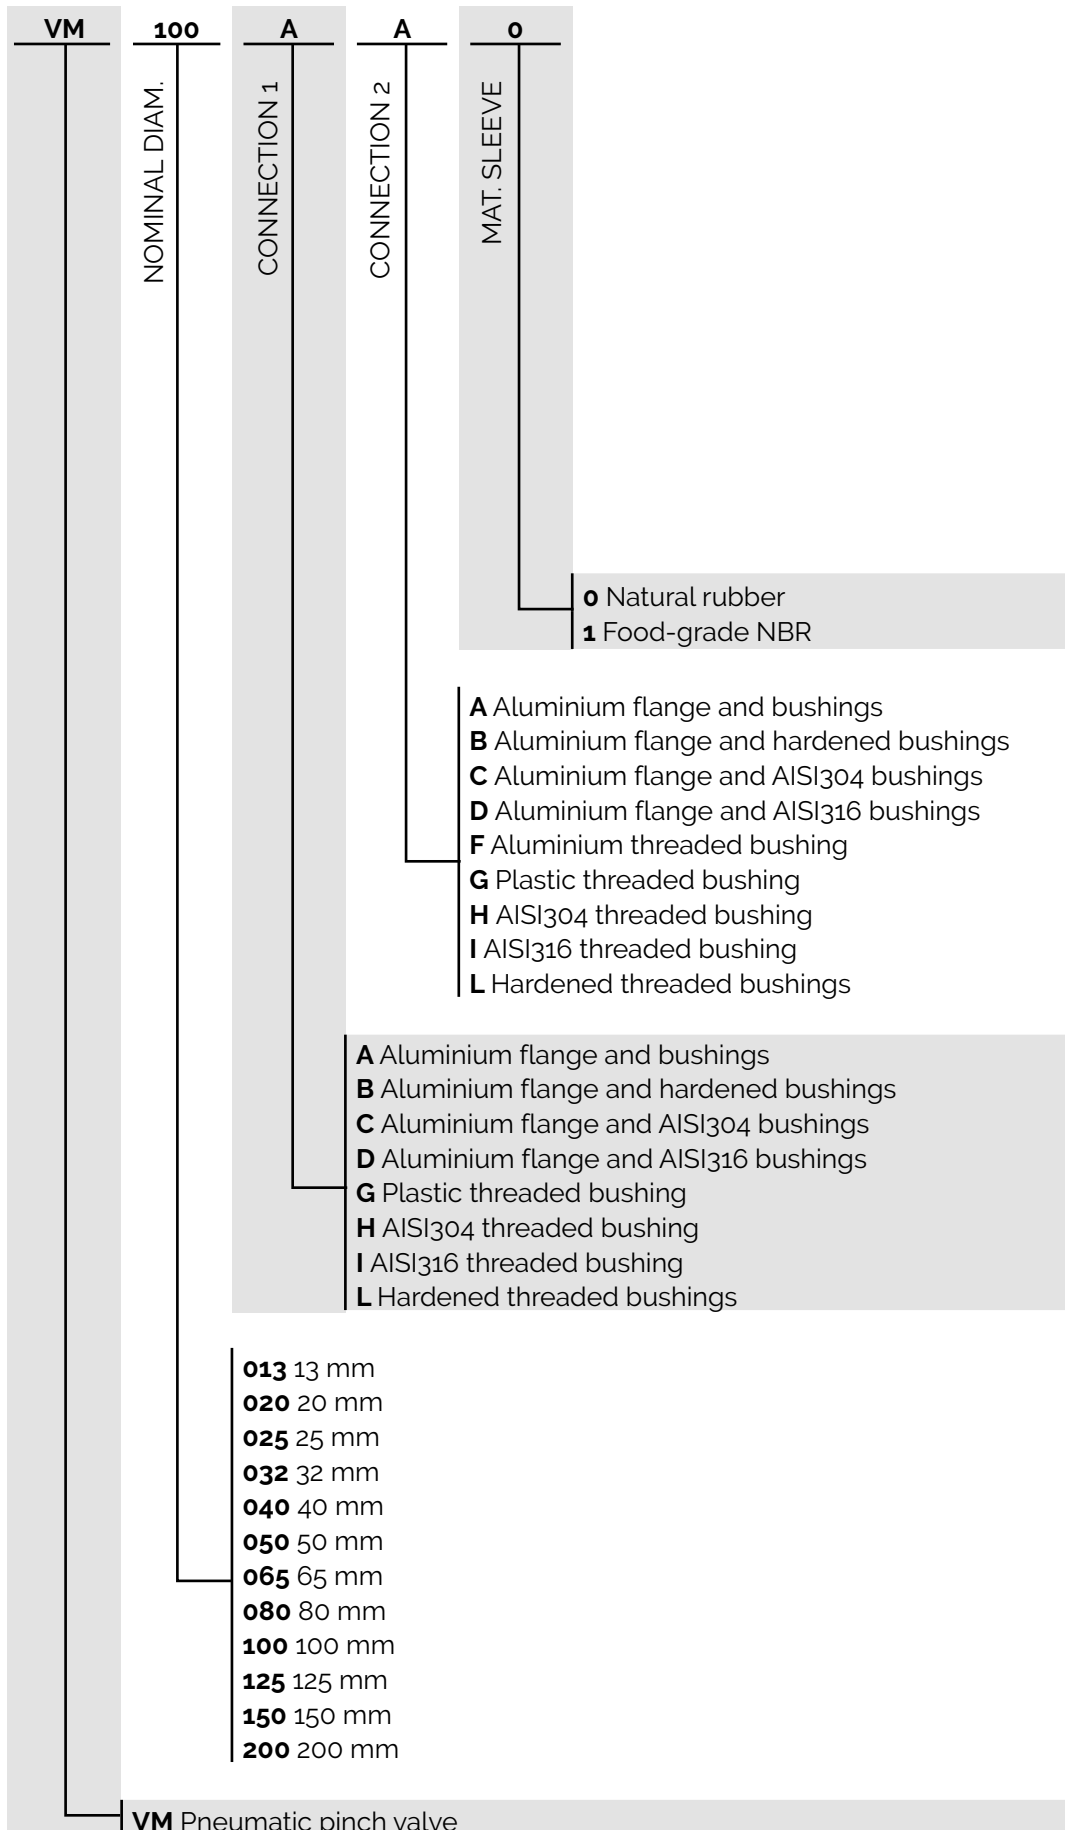 VM 100 A A 0
NOMINAL DIAM.
CONNECTION 1
CONNECTION 2
MAT. SLEEVE
0 Natural rubber
1 Food-grade NBR
A Aluminium flange and bushings
B Aluminium flange and hardened bushings
C Aluminium flange and AISI304 bushings
D Aluminium flange and AISI316 bushings
F Aluminium threaded bushing
G Plastic threaded bushing
H AISI304 threaded bushing
I AISI316 threaded bushing
L Hardened threaded bushings
A Aluminium flange and bushings
B Aluminium flange and hardened bushings
C Aluminium flange and AISI304 bushings
D Aluminium flange and AISI316 bushings
G Plastic threaded bushing
H AISI304 threaded bushing
I AISI316 threaded bushing
L Hardened threaded bushings
013 13 mm
020 20 mm
025 25 mm
032 32 mm
040 40 mm
050 50 mm
065 65 mm
080 80 mm
100 100 mm
125 125 mm
150 150 mm
200 200 mm
VM Pneumatic pinch valve